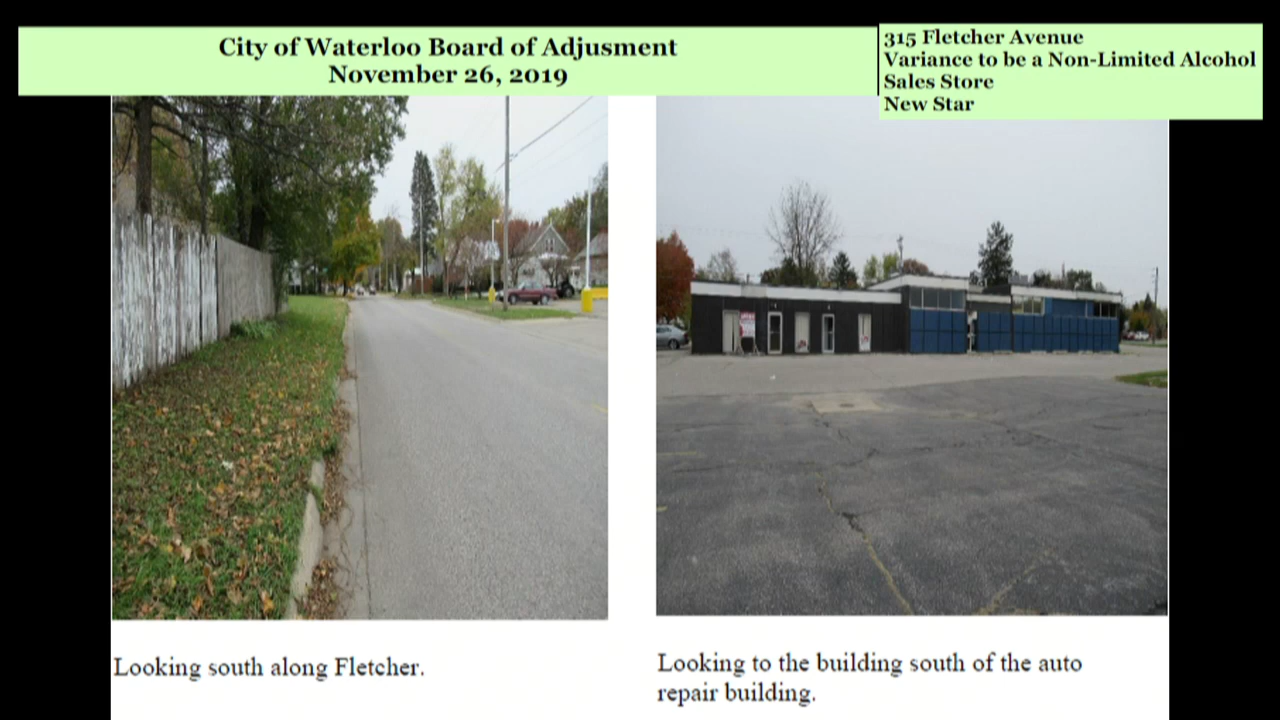 City of Waterloo Board of Adjusment
November 26, 2019
315 Fletcher Avenue
Variance to be a Non-Limited Alcohol
Sales Store
New Star
Looking south along Fletcher.
Looking to the building south of the auto
repair building.